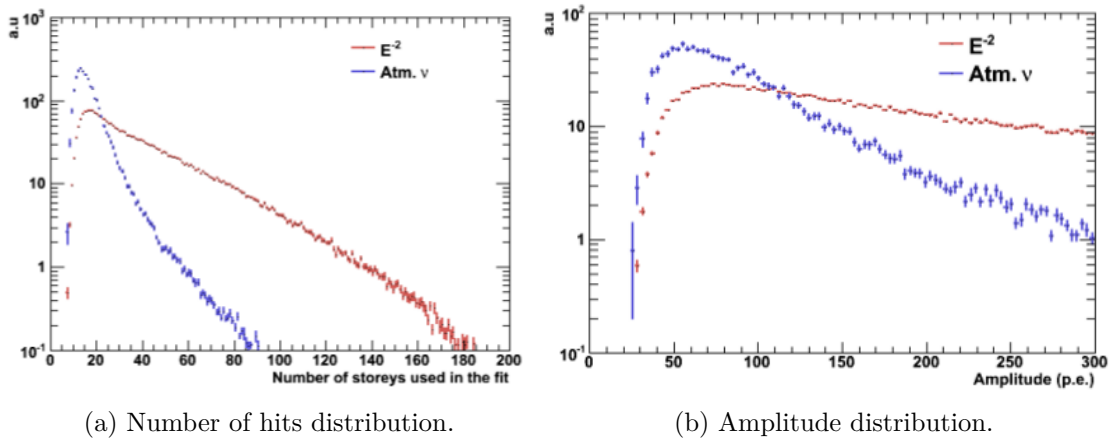 a.u
10³
10²
10
1
10⁻¹
0 20 40 60 80 100 120 140 160 180 200
Number of storeys used in the fit
E⁻²
Atm. ν
(a) Number of hits distribution.
a.u
10²
10
1
10⁻¹
0 50 100 150 200 250 300
Amplitude (p.e.)
E⁻²
Atm. ν
(b) Amplitude distribution.